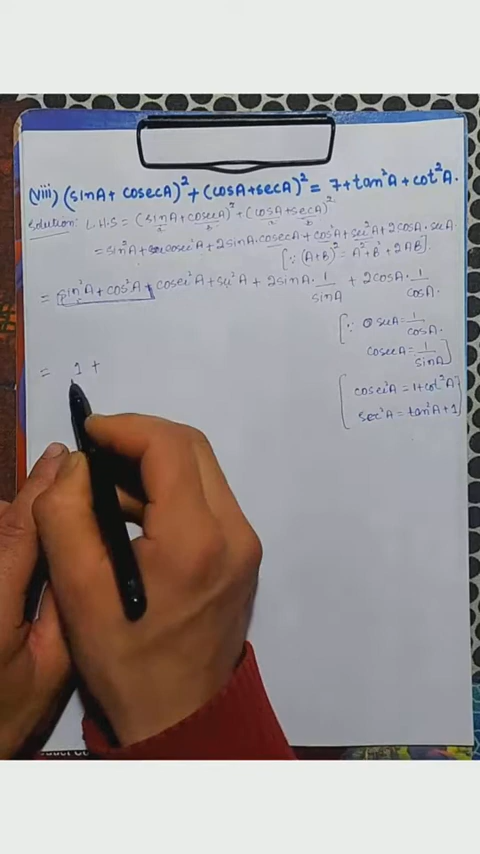 (viii) (sinA + cosecA)² + (cosA + secA)² = 7 + tan²A + cot²A.
Solution: L.H.S = (sinA + cosecA)² + (cosA + secA)²
= sin²A + cosec²A + 2sinA.cosecA + cos²A + sec²A + 2cosA.secA
[∵ (A+B)² = A² + B² + 2AB]
= sin²A + cos²A + cosec²A + sec²A + 2sinA. 1/sinA + 2cosA. 1/cosA.
[∵ secA = 1/cosA.
cosecA = 1/sinA]
= 1 +
cosec²A = 1 + cot²A
sec²A = tan²A + 1